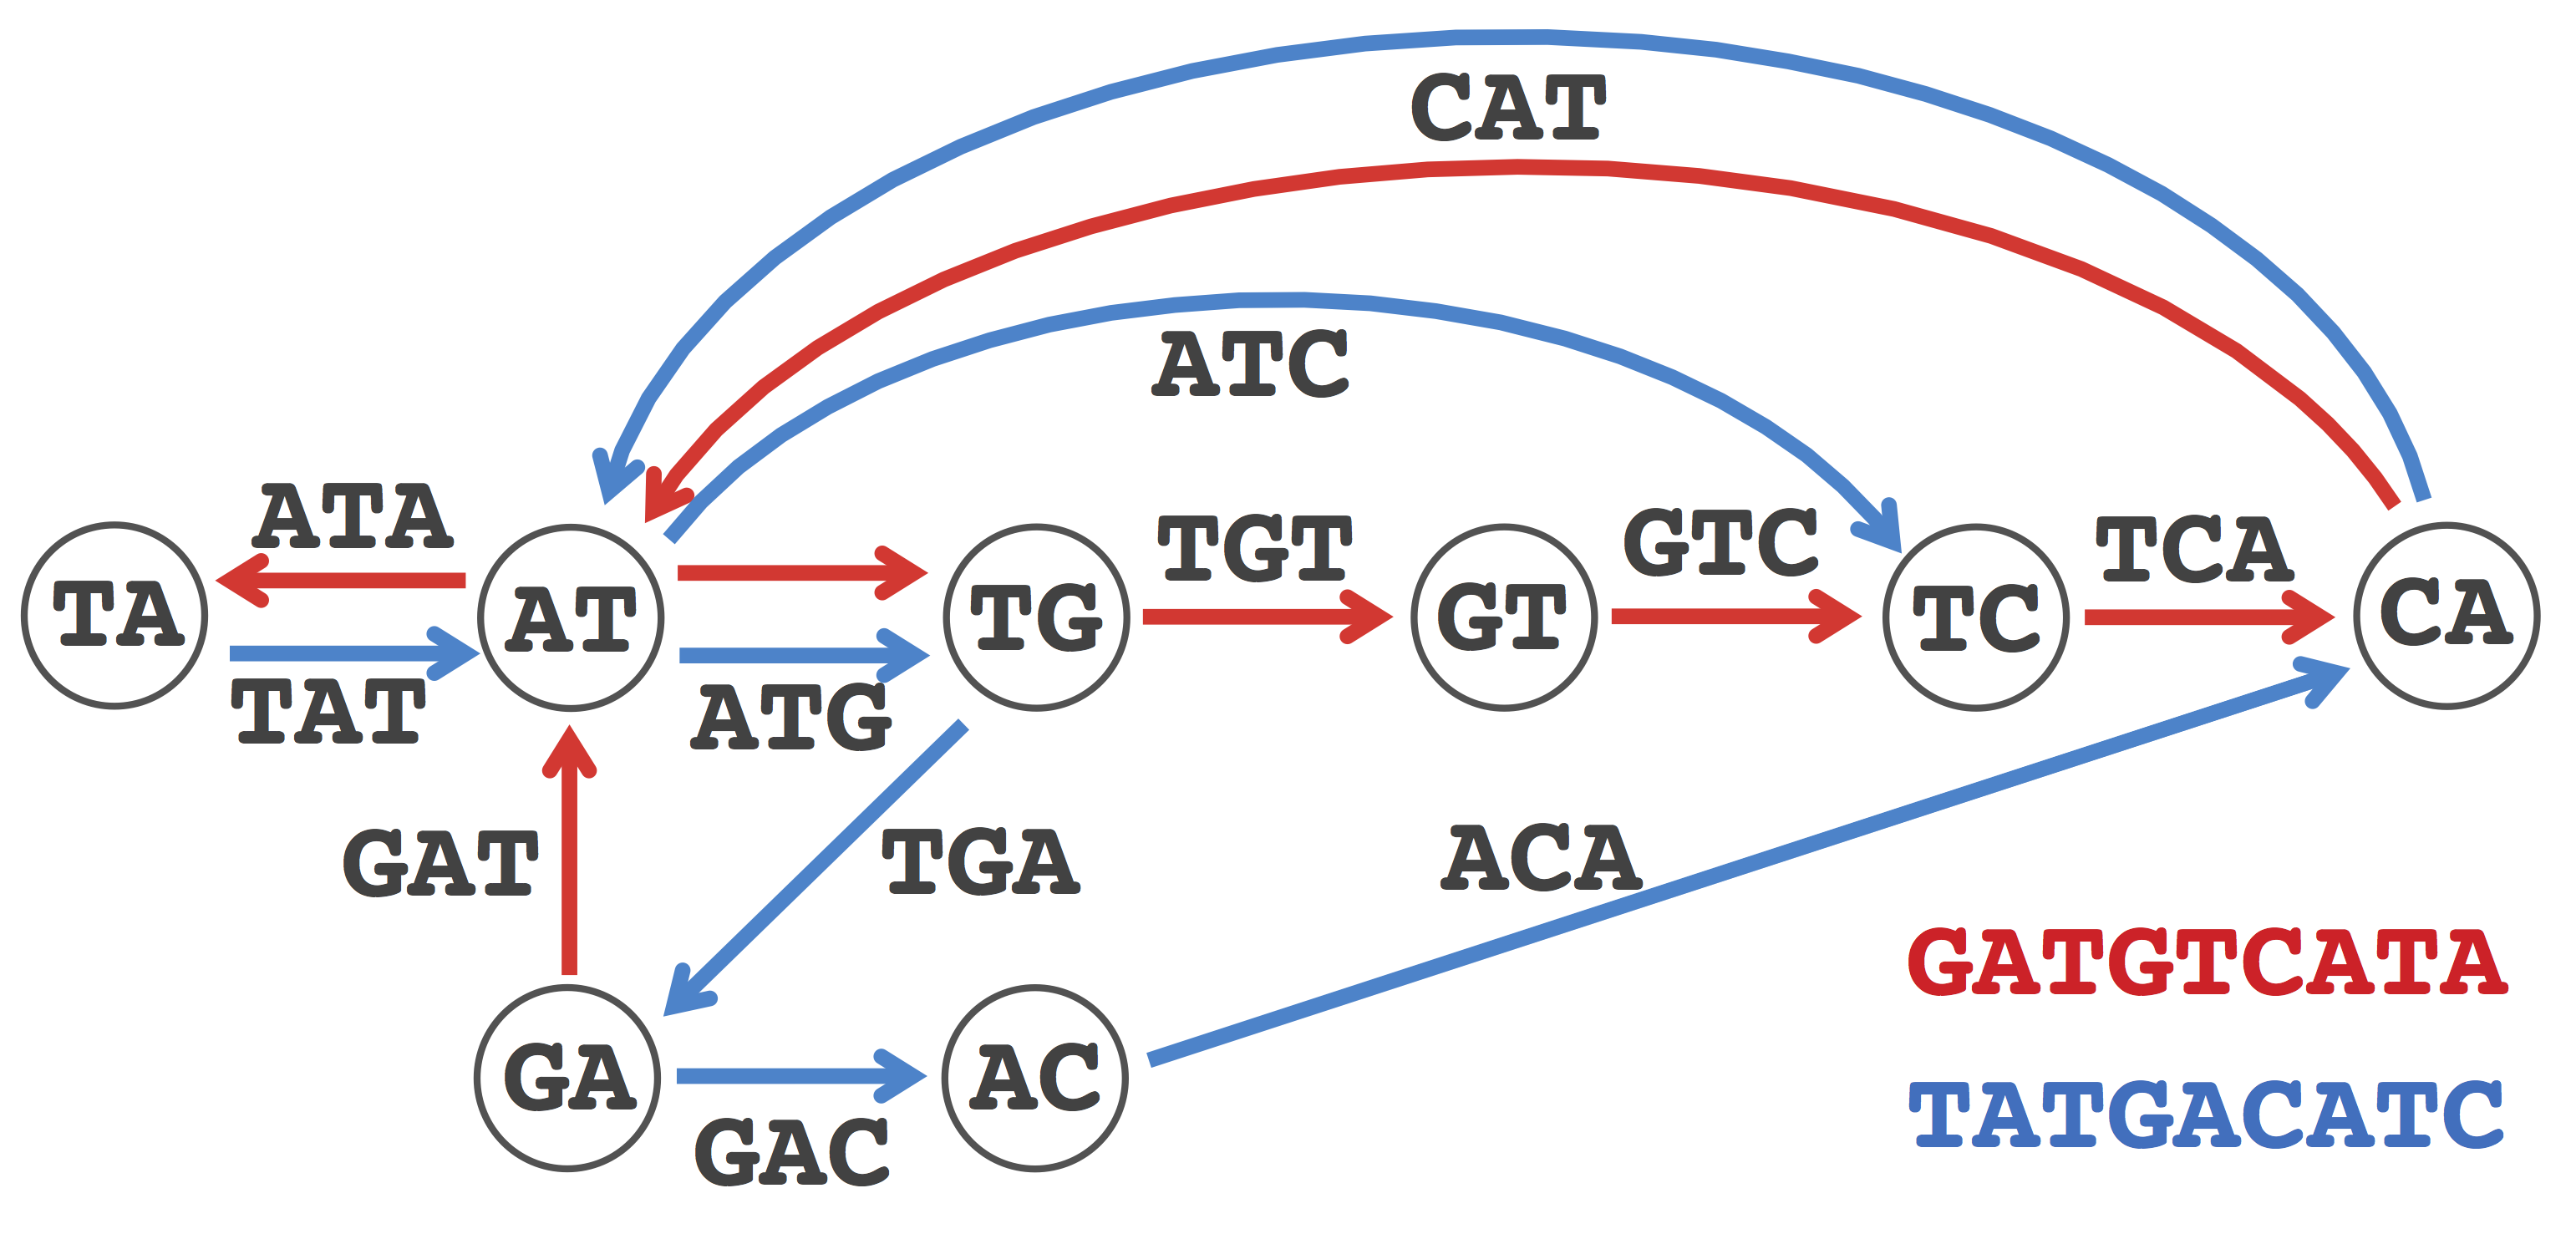 CAT
ATC
ATA
TGT
GTC
TCA
TA
AT
TG
GT
TC
CA
TAT
ATG
GAT
TGA
ACA
GATGTCATA
GA
AC
TATGACATC
GAC